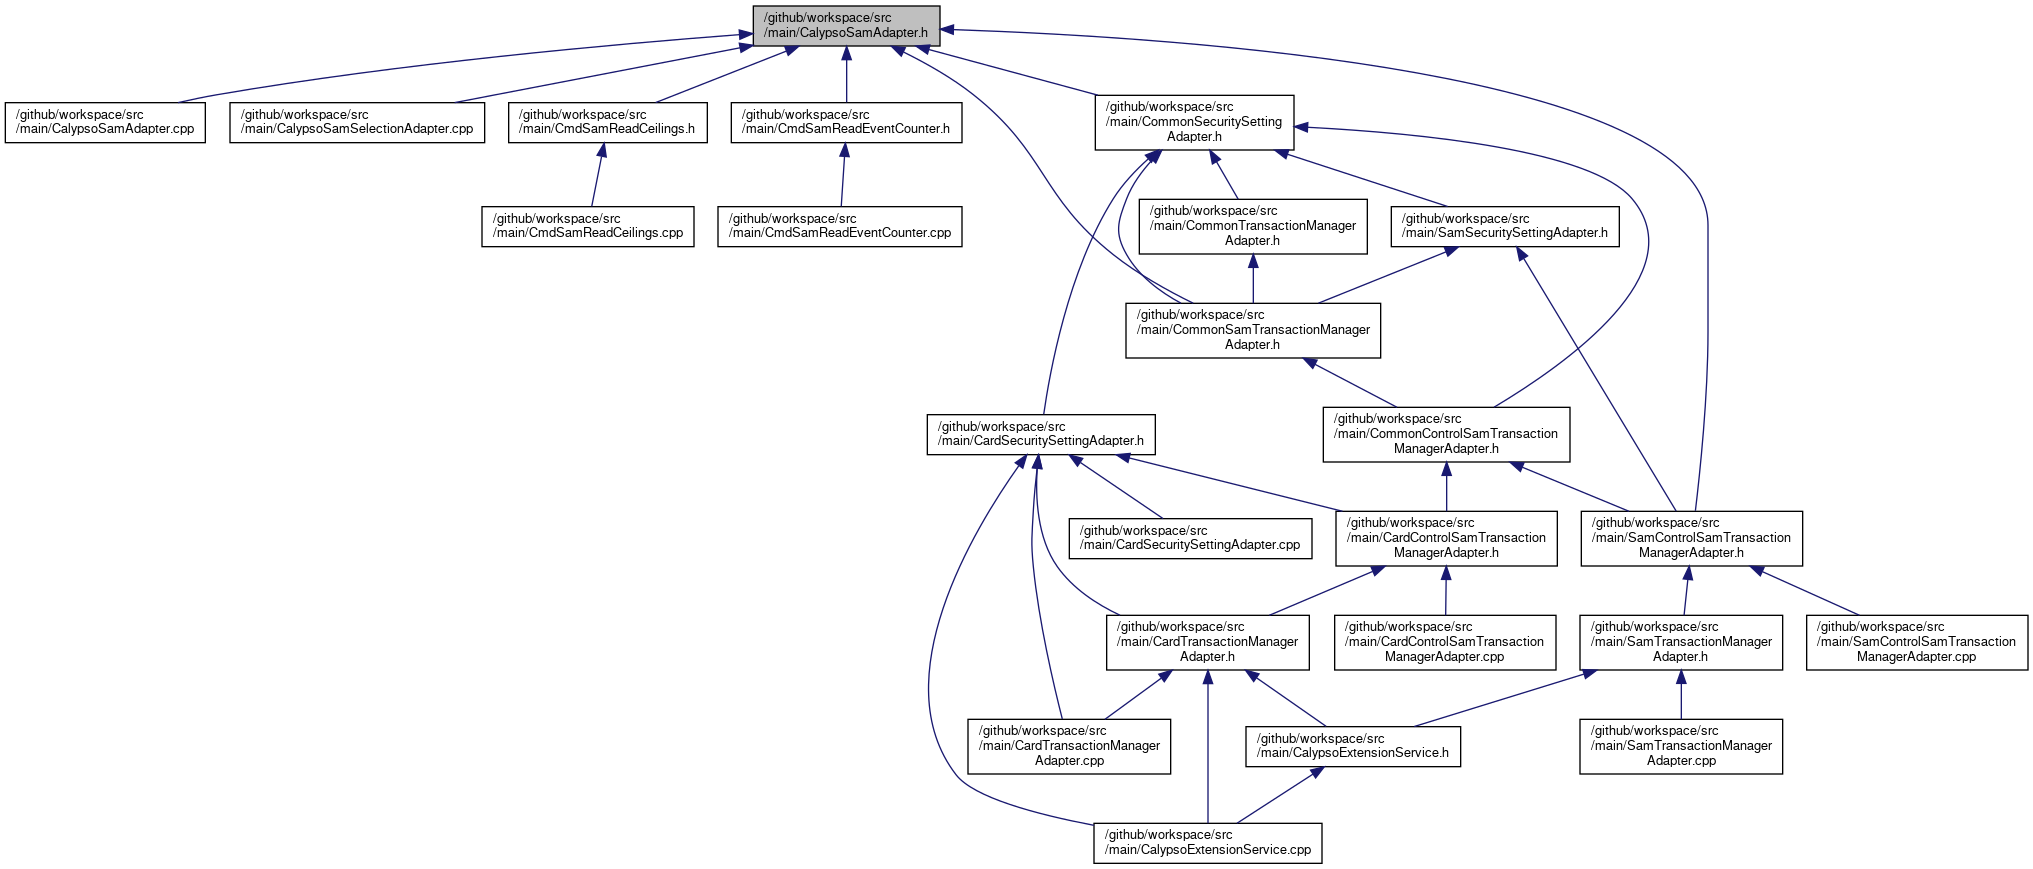 /github/workspace/src
/main/CalypsoSamAdapter.h
/github/workspace/src
/main/CalypsoSamAdapter.cpp
/github/workspace/src
/main/CalypsoSamSelectionAdapter.cpp
/github/workspace/src
/main/CmdSamReadCeilings.h
/github/workspace/src
/main/CmdSamReadEventCounter.h
/github/workspace/src
/main/CommonSecuritySetting
Adapter.h
/github/workspace/src
/main/CmdSamReadCeilings.cpp
/github/workspace/src
/main/CmdSamReadEventCounter.cpp
/github/workspace/src
/main/CommonTransactionManager
Adapter.h
/github/workspace/src
/main/SamSecuritySettingAdapter.h
/github/workspace/src
/main/CommonSamTransactionManager
Adapter.h
/github/workspace/src
/main/CardSecuritySettingAdapter.h
/github/workspace/src
/main/CommonControlSamTransaction
ManagerAdapter.h
/github/workspace/src
/main/CardSecuritySettingAdapter.cpp
/github/workspace/src
/main/CardControlSamTransaction
ManagerAdapter.h
/github/workspace/src
/main/SamControlSamTransaction
ManagerAdapter.h
/github/workspace/src
/main/CardTransactionManager
Adapter.h
/github/workspace/src
/main/CardControlSamTransaction
ManagerAdapter.cpp
/github/workspace/src
/main/SamTransactionManager
Adapter.h
/github/workspace/src
/main/SamControlSamTransaction
ManagerAdapter.cpp
/github/workspace/src
/main/CardTransactionManager
Adapter.cpp
/github/workspace/src
/main/CalypsoExtensionService.h
/github/workspace/src
/main/SamTransactionManager
Adapter.cpp
/github/workspace/src
/main/CalypsoExtensionService.cpp